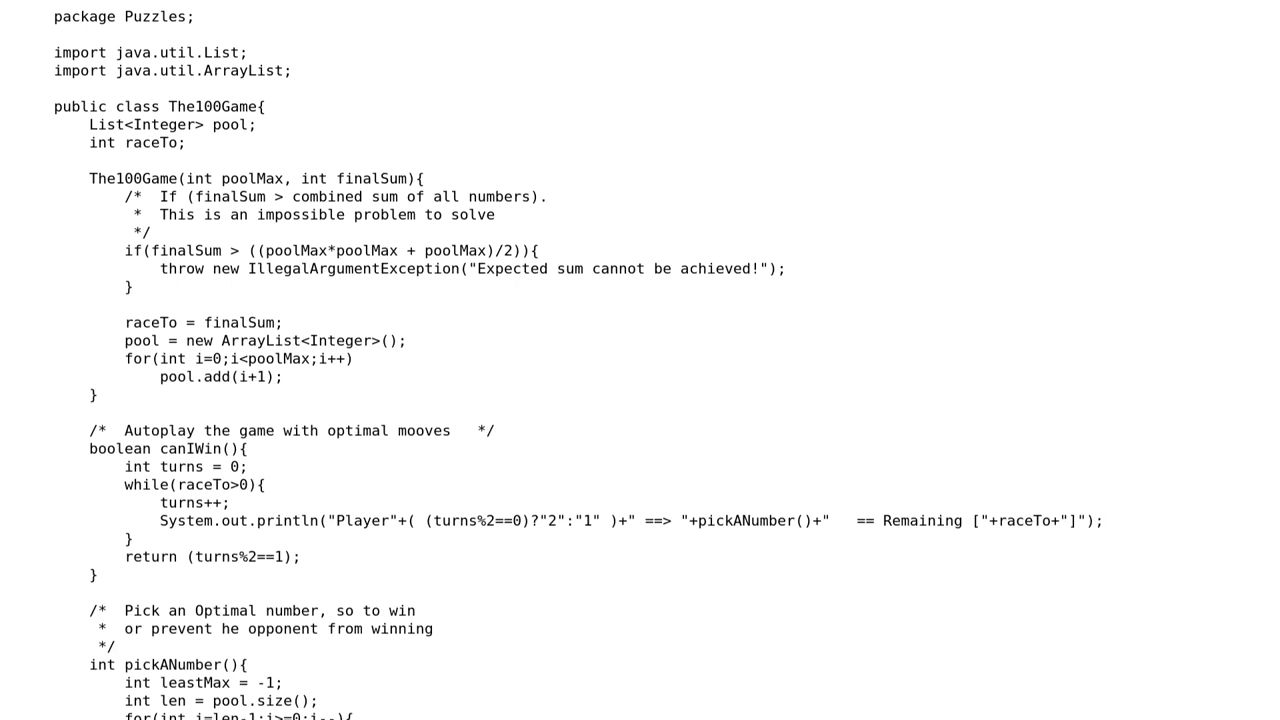 package Puzzles;

import java.util.List;
import java.util.ArrayList;

public class The100Game{
    List<Integer> pool;
    int raceTo;

    The100Game(int poolMax, int finalSum){
        /*  If (finalSum > combined sum of all numbers).
         *  This is an impossible problem to solve
         */
        if(finalSum > ((poolMax*poolMax + poolMax)/2)){
            throw new IllegalArgumentException("Expected sum cannot be achieved!");
        }

        raceTo = finalSum;
        pool = new ArrayList<Integer>();
        for(int i=0;i<poolMax;i++)
            pool.add(i+1);
    }

    /*  Autoplay the game with optimal mooves   */
    boolean canIWin(){
        int turns = 0;
        while(raceTo>0){
            turns++;
            System.out.println("Player"+( (turns%2==0)?"2":"1" )+" ==> "+pickANumber()+"   == Remaining ["+raceTo+"]");
        }
        return (turns%2==1);
    }

    /*  Pick an Optimal number, so to win
     *  or prevent he opponent from winning
     */
    int pickANumber(){
        int leastMax = -1;
        int len = pool.size();
        for(int i=len-1;i>=0;i--){